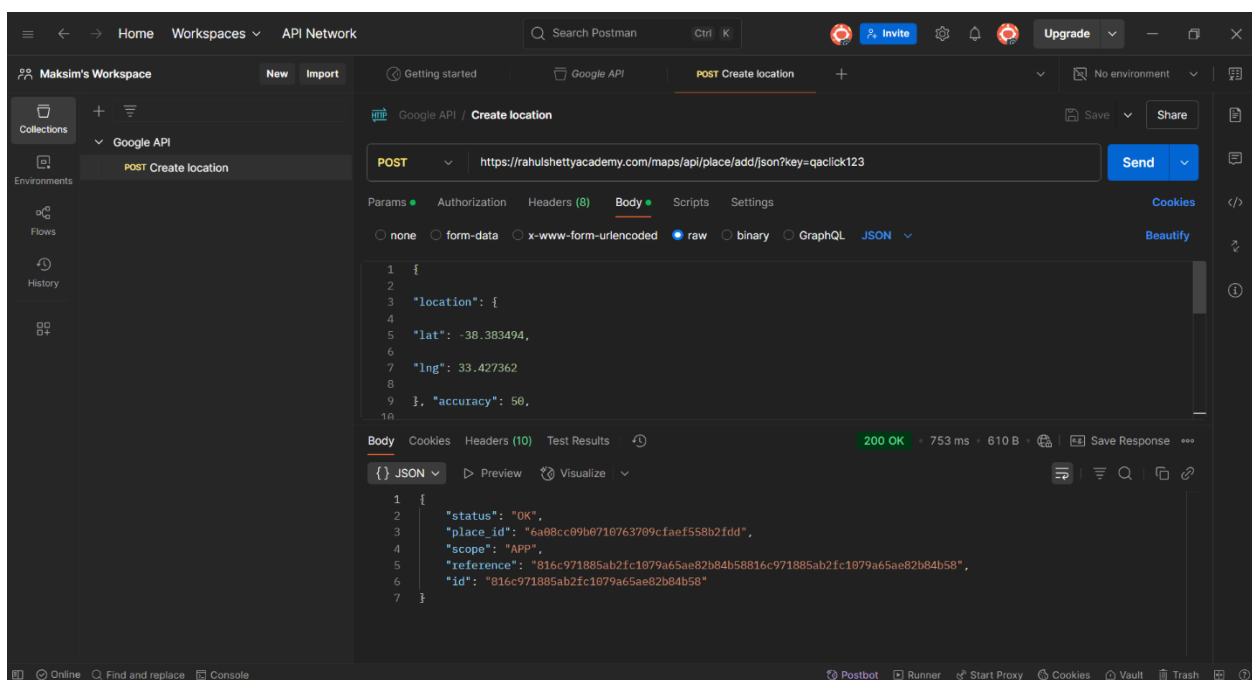 Home Workspaces API Network Search Postman Ctrl K Invite Upgrade
Maksim's Workspace New Import Getting started Google API POST Create location No environment
Collections
Environments
Flows
History
Google API
POST Create location
HTTP Google API / Create location Save Share
POST https://rahulshettyacademy.com/maps/api/place/add/json?key=qaclick123 Send
Params Authorization Headers (8) Body Scripts Settings Cookies
none form-data x-www-form-urlencoded raw binary GraphQL JSON Beautify
1 {
2
3 "location": {
4
5 "lat": -38.383494,
6
7 "lng": 33.427362
8
9 }, "accuracy": 50,
10
Body Cookies Headers (10) Test Results 200 OK 753 ms 610 B e.g. Save Response
{} JSON Preview Visualize
1 {
2 "status": "OK",
3 "place_id": "6a08cc09b0710763709cfaef558b2fdd",
4 "scope": "APP",
5 "reference": "816c971885ab2fc1079a65ae82b84b58816c971885ab2fc1079a65ae82b84b58",
6 "id": "816c971885ab2fc1079a65ae82b84b58"
7 }
Online Find and replace Console Postbot Runner Start Proxy Cookies Vault Trash